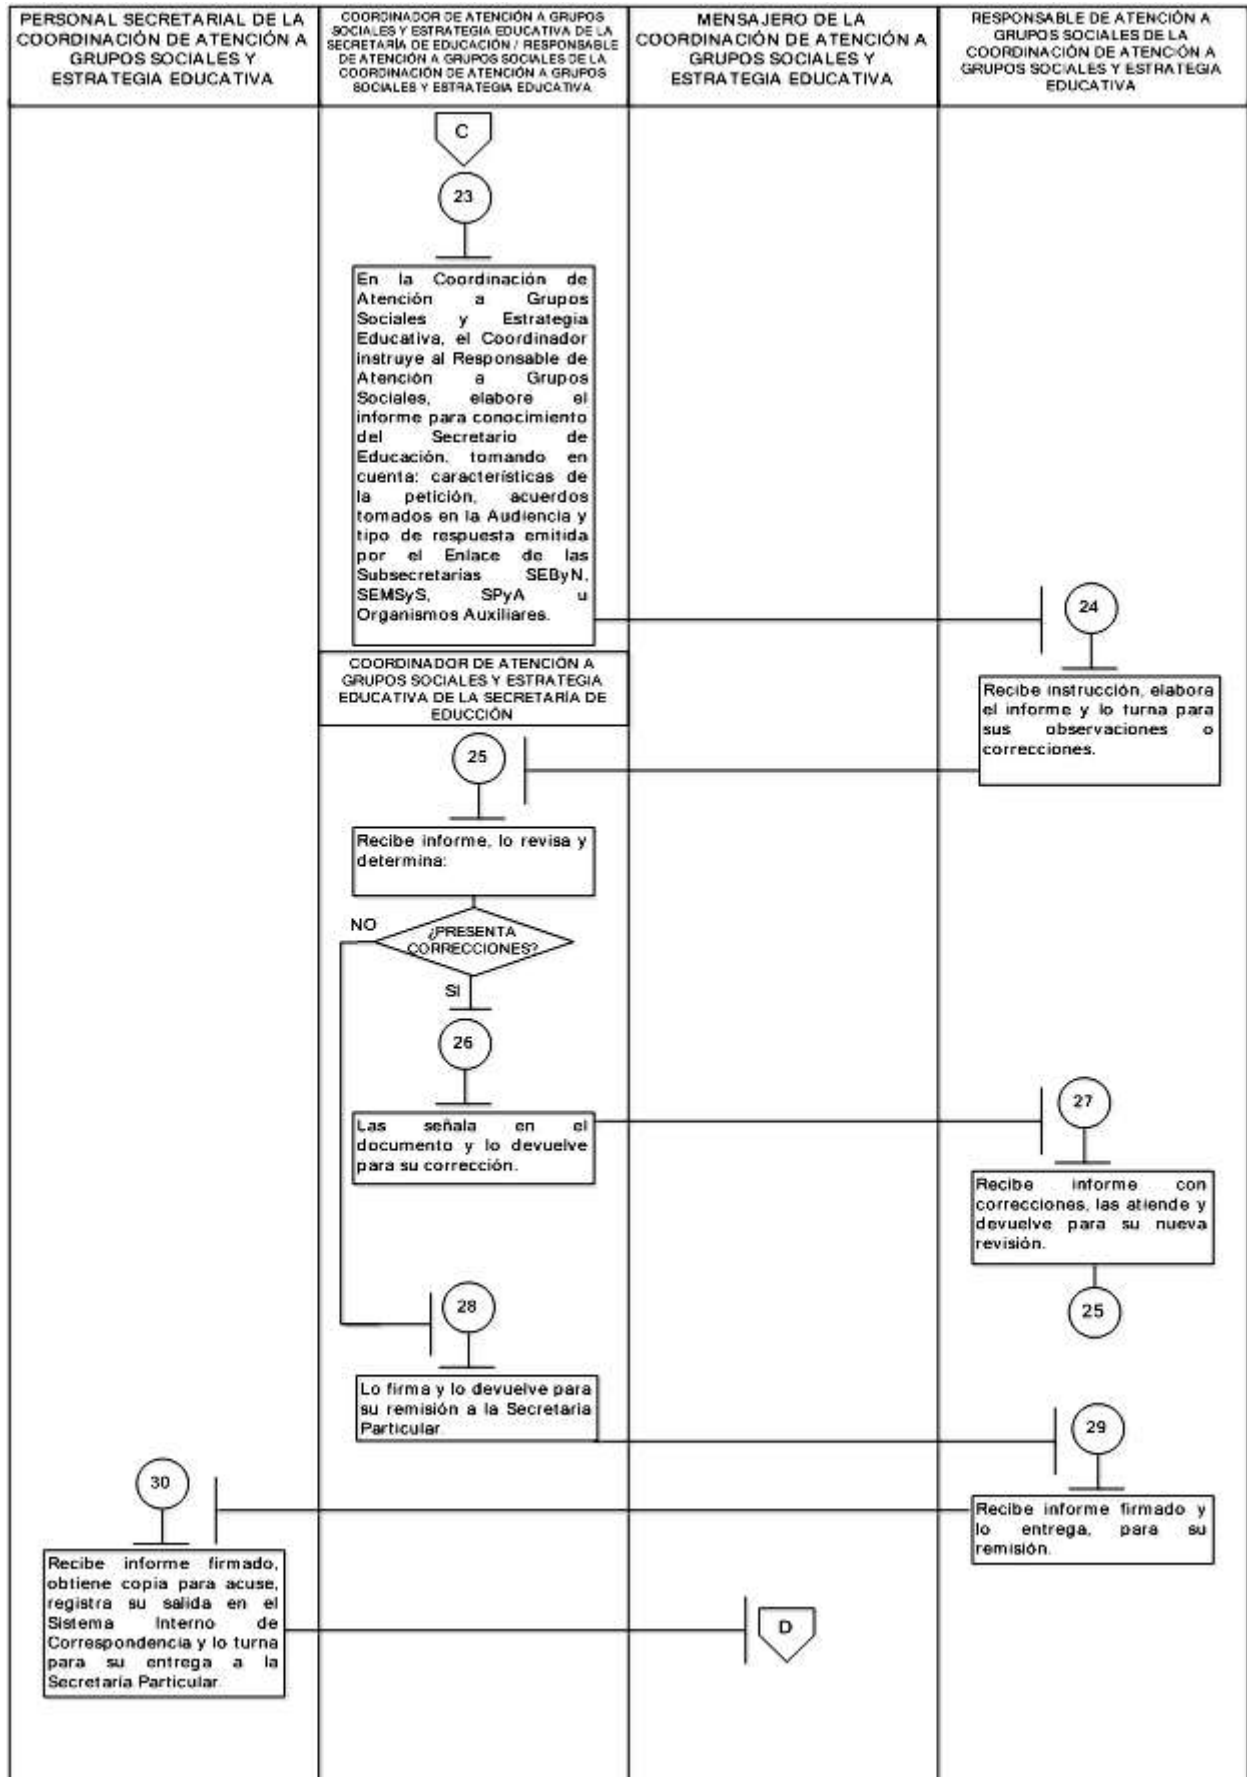 PERSONAL SECRETARIAL DE LA
COORDINACIÓN DE ATENCIÓN A
GRUPOS SOCIALES Y
ESTRATEGIA EDUCATIVA
COORDINADOR DE ATENCIÓN A GRUPOS
SOCIALES Y ESTRATEGIA EDUCATIVA DE LA
SECRETARÍA DE EDUCACIÓN / RESPONSABLE
DE ATENCIÓN A GRUPOS SOCIALES DE LA
COORDINACIÓN DE ATENCIÓN A GRUPOS
SOCIALES Y ESTRATEGIA EDUCATIVA
MENSAJERO DE LA
COORDINACIÓN DE ATENCIÓN A
GRUPOS SOCIALES Y
ESTRATEGIA EDUCATIVA
RESPONSABLE DE ATENCIÓN A
GRUPOS SOCIALES DE LA
COORDINACIÓN DE ATENCIÓN A
GRUPOS SOCIALES Y ESTRATEGIA
EDUCATIVA
C
23
En la Coordinación de
Atención a Grupos
Sociales y Estrategia
Educativa, el Coordinador
instruye al Responsable de
Atención a Grupos
Sociales, elabore el
informe para conocimiento
del Secretario de
Educación, tomando en
cuenta: características de
la petición, acuerdos
tomados en la Audiencia y
tipo de respuesta emitida
por el Enlace de las
Subsecretarías SEByN,
SEMSyS, SPyA u
Organismos Auxiliares.
24
Recibe instrucción, elabora
el informe y lo turna para
sus observaciones o
correcciones.
COORDINADOR DE ATENCIÓN A
GRUPOS SOCIALES Y ESTRATEGIA
EDUCATIVA DE LA SECRETARÍA DE
EDUCCIÓN
25
Recibe informe, lo revisa y
determina:
¿PRESENTA
CORRECCIONES?
NO
SI
26
Las señala en el
documento y lo devuelve
para su corrección.
27
Recibe informe con
correcciones, las atiende y
devuelve para su nueva
revisión.
25
28
Lo firma y lo devuelve para
su remisión a la Secretaría
Particular.
29
Recibe informe firmado y
lo entrega, para su
remisión.
30
Recibe informe firmado,
obtiene copia para acuse,
registra su salida en el
Sistema Interno de
Correspondencia y lo turna
para su entrega a la
Secretaría Particular.
D